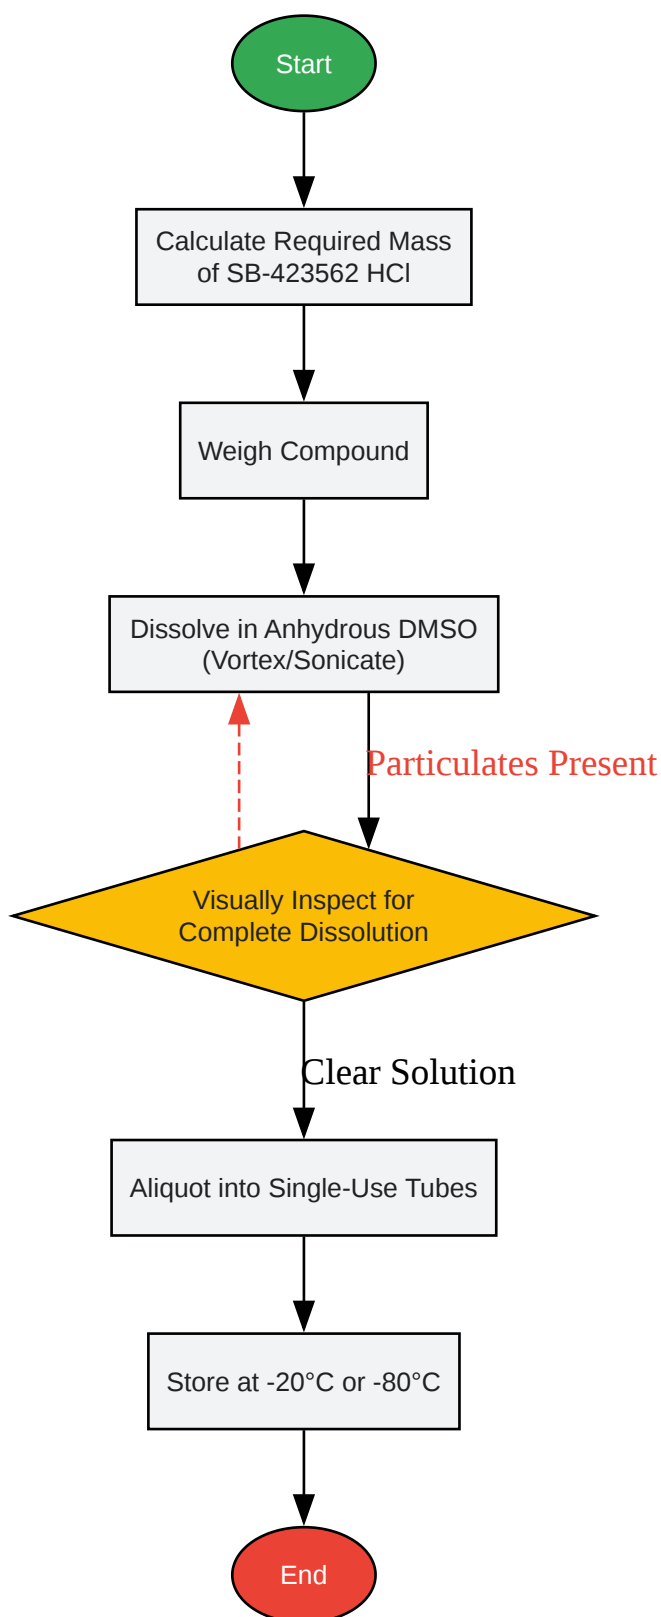 Start
Calculate Required Mass
of SB-423562 HCl
Weigh Compound
Dissolve in Anhydrous DMSO
(Vortex/Sonicate)
Particulates Present
Visually Inspect for
Complete Dissolution
Clear Solution
Aliquot into Single-Use Tubes
Store at -20°C or -80°C
End